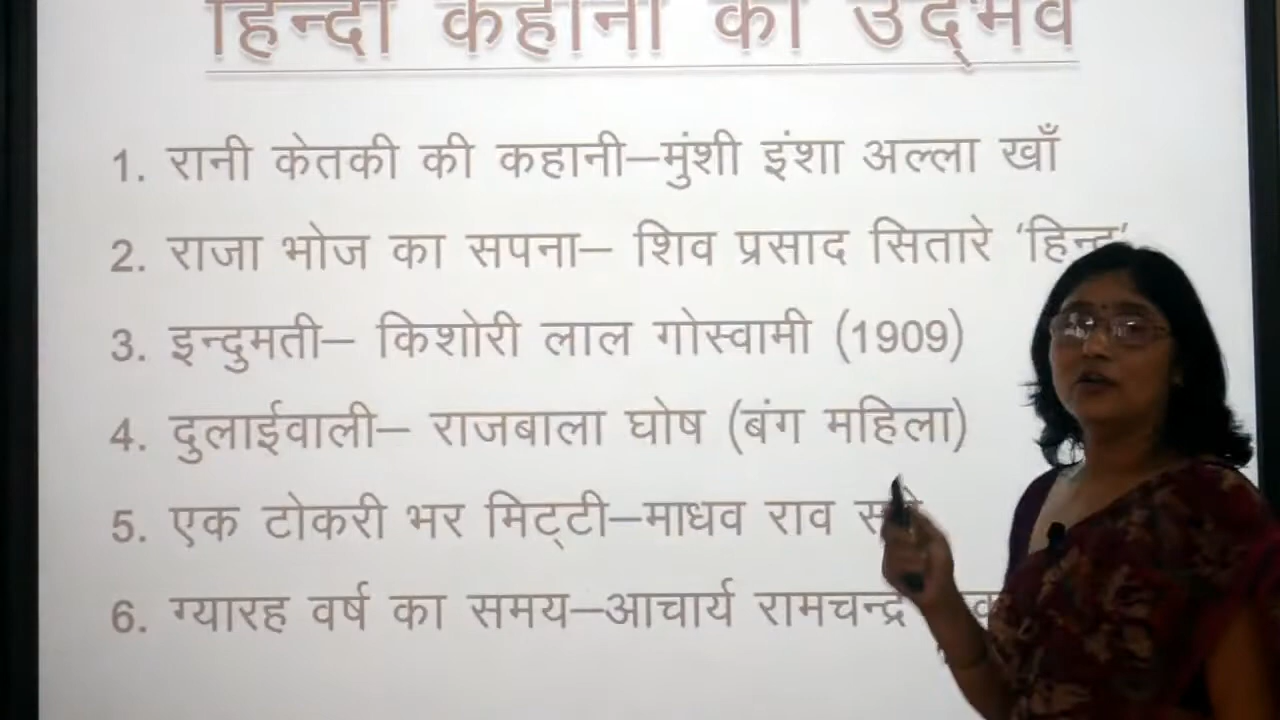 हिन्दी कहानी का उद्भव
1. रानी केतकी की कहानी–मुंशी इंशा अल्ला खाँ
2. राजा भोज का सपना– शिव प्रसाद सितारे 'हिन्द'
3. इन्दुमती– किशोरी लाल गोस्वामी (1909)
4. दुलाईवाली– राजबाला घोष (बंग महिला)
5. एक टोकरी भर मिट्टी–माधव राव
6. ग्यारह वर्ष का समय–आचार्य रामचन्द्र